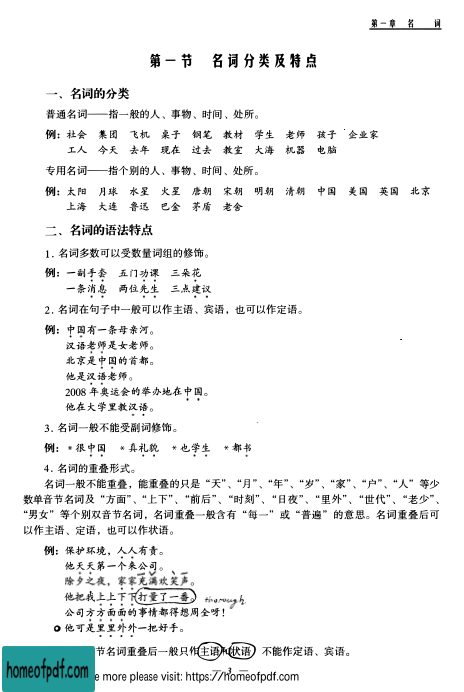 第一章 名 词
第一节 名词分类及特点
一、名词的分类
普通名词——指一般的人、事物、时间、处所。
例：社会 集团 飞机 桌子 钢笔 教材 学生 老师 孩子 企业家
工人 今天 去年 现在 过去 教室 大海 机器 电脑
专用名词——指个别的人、事物、时间、处所。
例：太阳 月球 水星 火星 唐朝 宋朝 明朝 清朝 中国 美国 英国 北京
上海 大连 鲁迅 巴金 茅盾 老舍
二、名词的语法特点
1. 名词多数可以受数量词组的修饰。
例：一副手套 五门功课 三朵花
一条消息 两位先生 三点建议
2. 名词在句子中一般可以作主语、宾语，也可以作定语。
例：中国有一条母亲河。
汉语老师是女老师。
北京是中国的首都。
他是汉语老师。
2008 年奥运会的举办地在中国。
他在大学里教汉语。
3. 名词一般不能受副词修饰。
例：*很中国 *真礼貌 *也学生 *都书
4. 名词的重叠形式。
名词一般不能重叠，能重叠的只是“天”、“月”、“年”、“岁”、“家”、“户”、“人”等少
数单音节名词及“方面”、“上下”、“前后”、“时刻”、“日夜”、“里外”、“世代”、“老少”、
“男女”等个别双音节名词，名词重叠一般含有“每一”或“普遍”的意思。名词重叠后可
以作主语、定语，也可以作状语。
例：保护环境，人人有责。
他天天第一个来公司。
除夕之夜，家家充满欢笑声。
他把我上上下下打量了一番。 thorough
公司方方面面的事情都得想周全呀！
他可是里里外外一把好手。
节名词重叠后一般只作主语和状语，不能作定语、宾语。
— 3 —
homeofpdf.com
e more please visit: https://homeofpdf.com